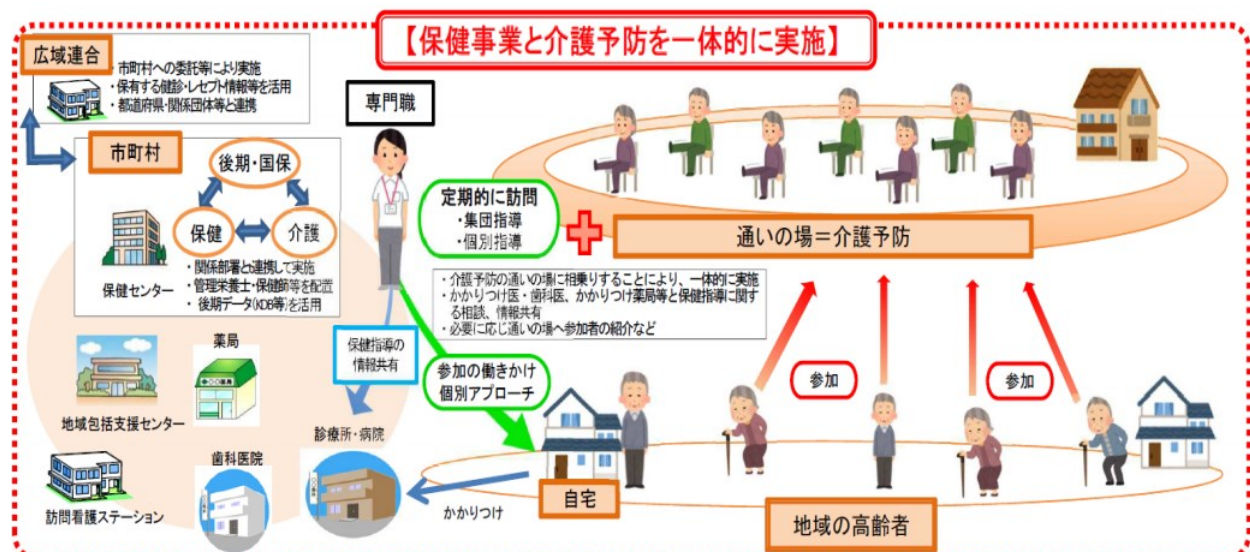 【保健事業と介護予防を一体的に実施】
広域連合
・市町村への委託等により実施
・保有する健診・レセプト情報等を活用
・都道府県・関係団体等と連携
市町村
後期・国保
保健
介護
保健センター
・関係部署とも連携して実施
・管理栄養士・保健師等を配置
・後期データ(KDB等)を活用
専門職
定期的に訪問
・集団指導
・個別指導
通いの場＝介護予防
・介護予防の通いの場に相乗りすることにより、一体的に実施
・かかりつけ医・歯科医、かかりつけ薬局等と保健指導に関す
る相談、情報共有
・必要に応じ通いの場へ参加者の紹介など
薬局
地域包括支援センター
保健指導の
情報共有
参加の働きかけ
個別アプローチ
参加
参加
診療所・病院
歯科医院
訪問看護ステーション
かかりつけ
自宅
地域の高齢者